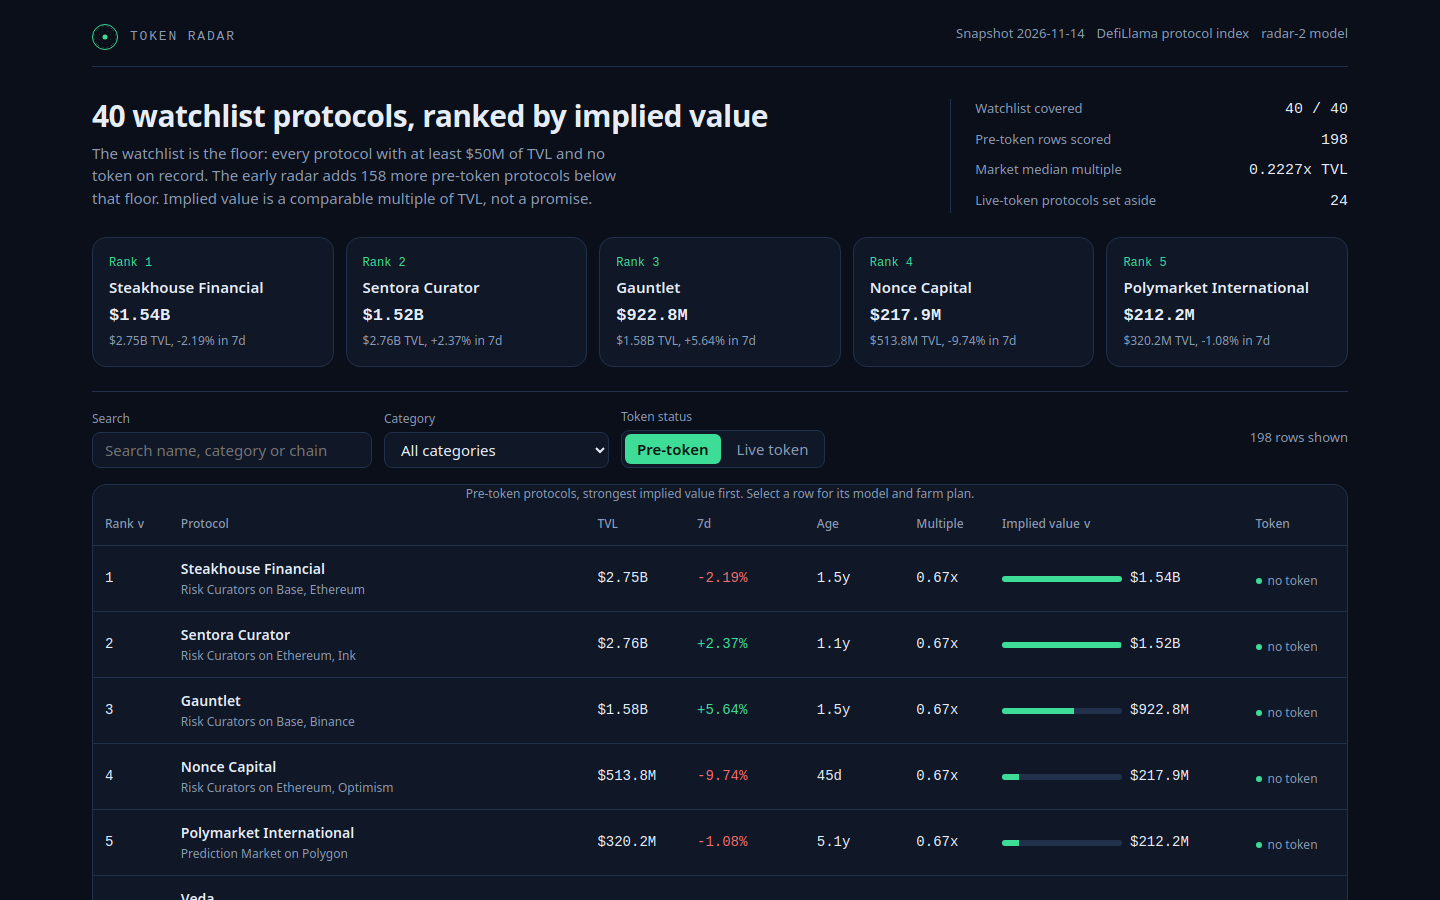 TOKEN RADAR
Snapshot 2026-11-14 DefiLlama protocol index radar-2 model
40 watchlist protocols, ranked by implied value
The watchlist is the floor: every protocol with at least $50M of TVL and no
token on record. The early radar adds 158 more pre-token protocols below
that floor. Implied value is a comparable multiple of TVL, not a promise.
Watchlist covered 40 / 40
Pre-token rows scored 198
Market median multiple 0.2227x TVL
Live-token protocols set aside 24
Rank 1
Steakhouse Financial
$1.54B
$2.75B TVL, -2.19% in 7d
Rank 2
Sentora Curator
$1.52B
$2.76B TVL, +2.37% in 7d
Rank 3
Gauntlet
$922.8M
$1.58B TVL, +5.64% in 7d
Rank 4
Nonce Capital
$217.9M
$513.8M TVL, -9.74% in 7d
Rank 5
Polymarket International
$212.2M
$320.2M TVL, -1.08% in 7d
Search
Search name, category or chain
Category
All categories
Token status
Pre-token Live token
198 rows shown
Pre-token protocols, strongest implied value first. Select a row for its model and farm plan.
Rank v Protocol TVL 7d Age Multiple Implied value v Token
1 Steakhouse Financial $2.75B -2.19% 1.5y 0.67x $1.54B no token
Risk Curators on Base, Ethereum
2 Sentora Curator $2.76B +2.37% 1.1y 0.67x $1.52B no token
Risk Curators on Ethereum, Ink
3 Gauntlet $1.58B +5.64% 1.5y 0.67x $922.8M no token
Risk Curators on Base, Binance
4 Nonce Capital $513.8M -9.74% 45d 0.67x $217.9M no token
Risk Curators on Ethereum, Optimism
5 Polymarket International $320.2M -1.08% 5.1y 0.67x $212.2M no token
Prediction Market on Polygon
Veda